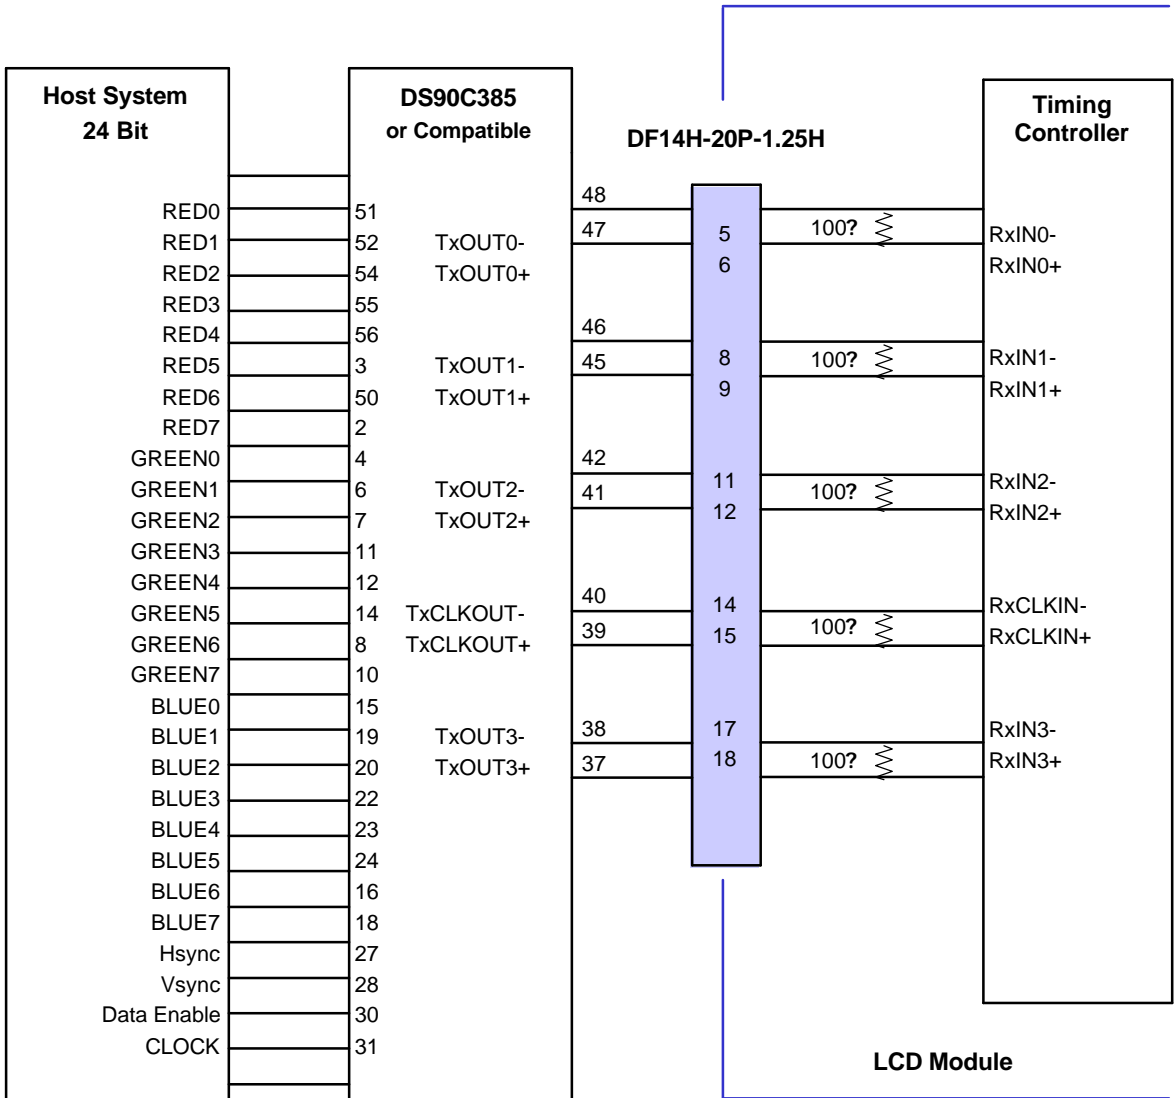 Host System
24 Bit
DS90C385
or Compatible
DF14H-20P-1.25H
Timing
Controller
RED0 51 48
RED1 52 TxOUT0- 47 5 100? RxIN0-
RED2 54 TxOUT0+ 6 RxIN0+
RED3 55
RED4 56 46
RED5 3 TxOUT1- 45 8 100? RxIN1-
RED6 50 TxOUT1+ 9 RxIN1+
RED7 2
GREEN0 4 42
GREEN1 6 TxOUT2- 41 11 100? RxIN2-
GREEN2 7 TxOUT2+ 12 RxIN2+
GREEN3 11
GREEN4 12 40
GREEN5 14 TxCLKOUT- 14 RxCLKIN-
GREEN6 8 TxCLKOUT+ 39 15 100? RxCLKIN+
GREEN7 10
BLUE0 15
BLUE1 19 TxOUT3- 38 17 RxIN3-
BLUE2 20 TxOUT3+ 37 18 100? RxIN3+
BLUE3 22
BLUE4 23
BLUE5 24
BLUE6 16
BLUE7 18
Hsync 27
Vsync 28
Data Enable 30
CLOCK 31
LCD Module